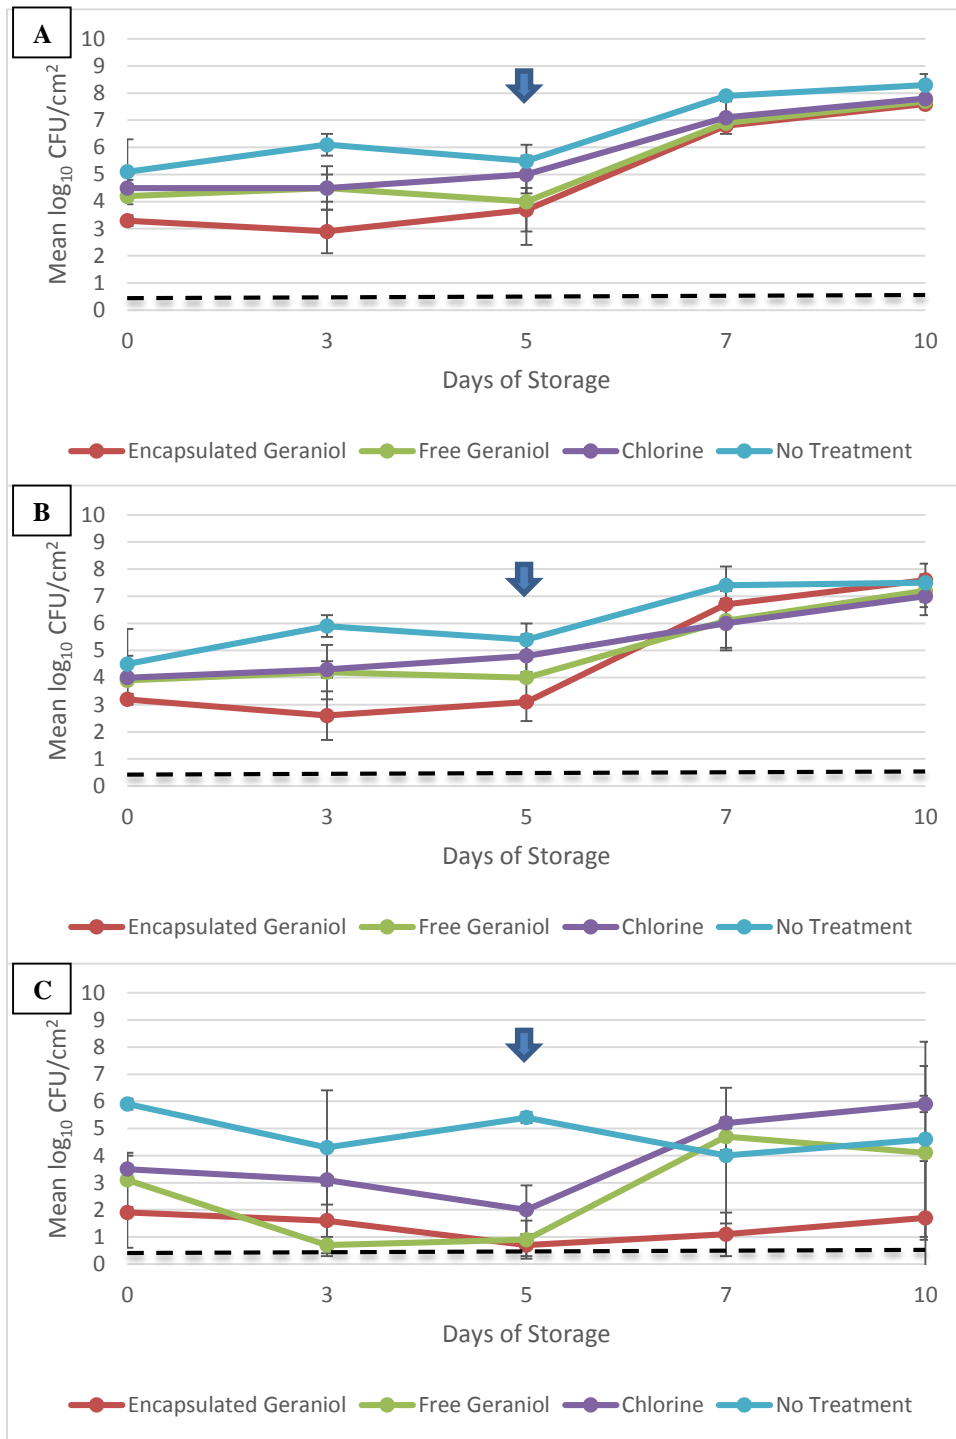 A
Mean log10 CFU/cm2
10
9
8
7
6
5
4
3
2
1
0
0 3 5 7 10
Days of Storage
Encapsulated Geraniol Free Geraniol Chlorine No Treatment
B
Mean log10 CFU/cm2
10
9
8
7
6
5
4
3
2
1
0
0 3 5 7 10
Days of Storage
Encapsulated Geraniol Free Geraniol Chlorine No Treatment
C
Mean log10 CFU/cm2
10
9
8
7
6
5
4
3
2
1
0
0 3 5 7 10
Days of Storage
Encapsulated Geraniol Free Geraniol Chlorine No Treatment